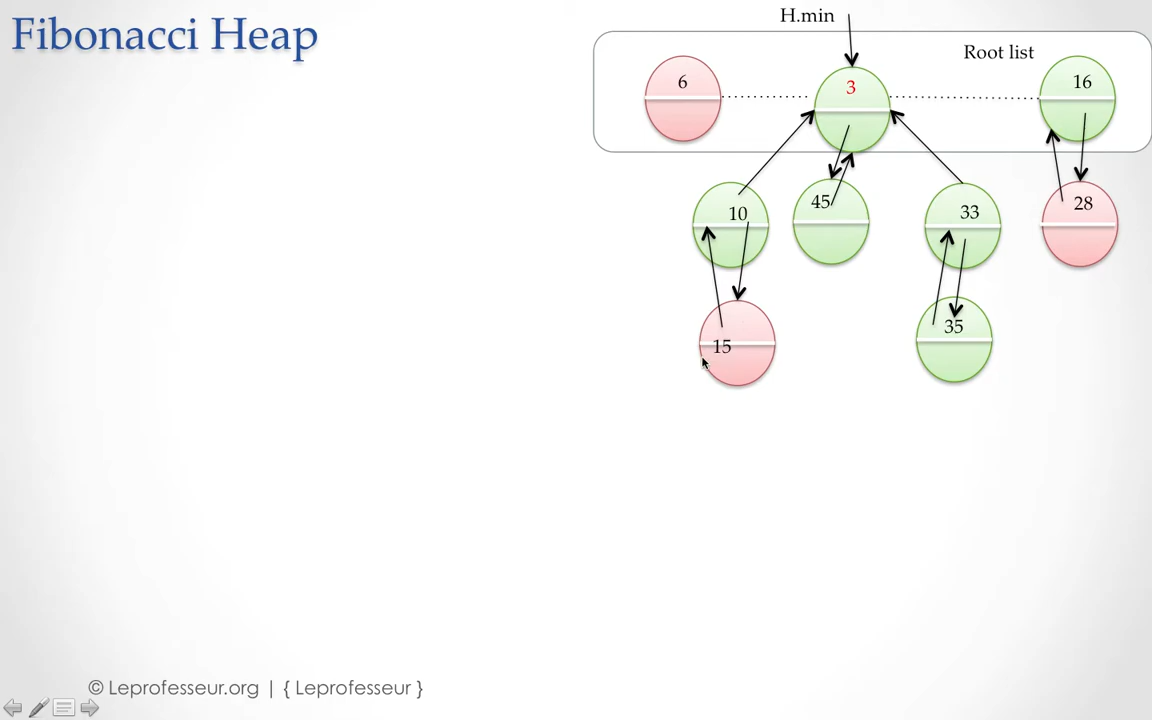 Fibonacci Heap
H.min
Root list
6
3
16
10
45
33
28
15
35
© Leprofesseur.org | { Leprofesseur }